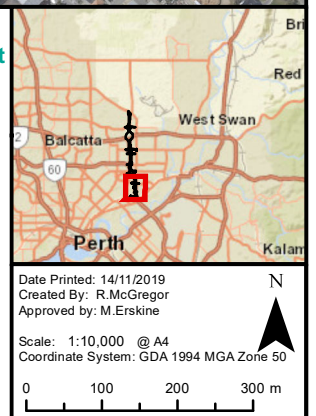 t
Bri
Red
West Swan
2
Balcatta
60
Perth
Kalam
Date Printed: 14/11/2019
Created By: R.McGregor
Approved by: M.Erskine
N
Scale: 1:10,000 @ A4
Coordinate System: GDA 1994 MGA Zone 50
0 100 200 300 m